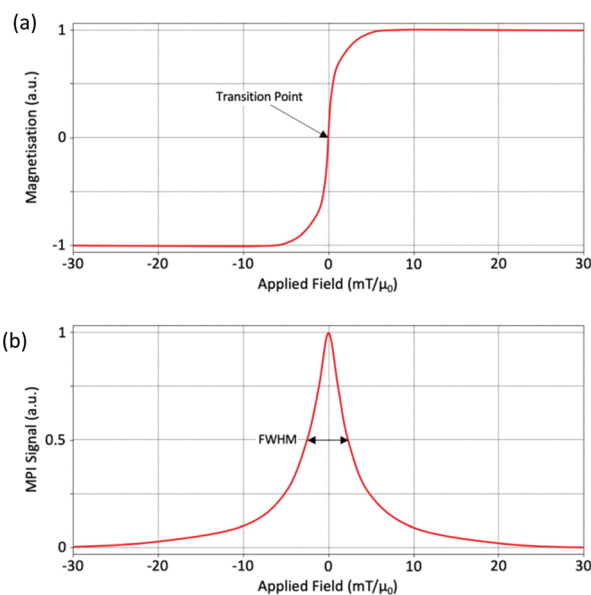 (a)
Magnetisation (a.u.)
1
0
-1
Transition Point
-30 -20 -10 0 10 20 30
Applied Field (mT/μ₀)
(b)
MPI Signal (a.u.)
1
0.5
0
FWHM
-30 -20 -10 0 10 20 30
Applied Field (mT/μ₀)